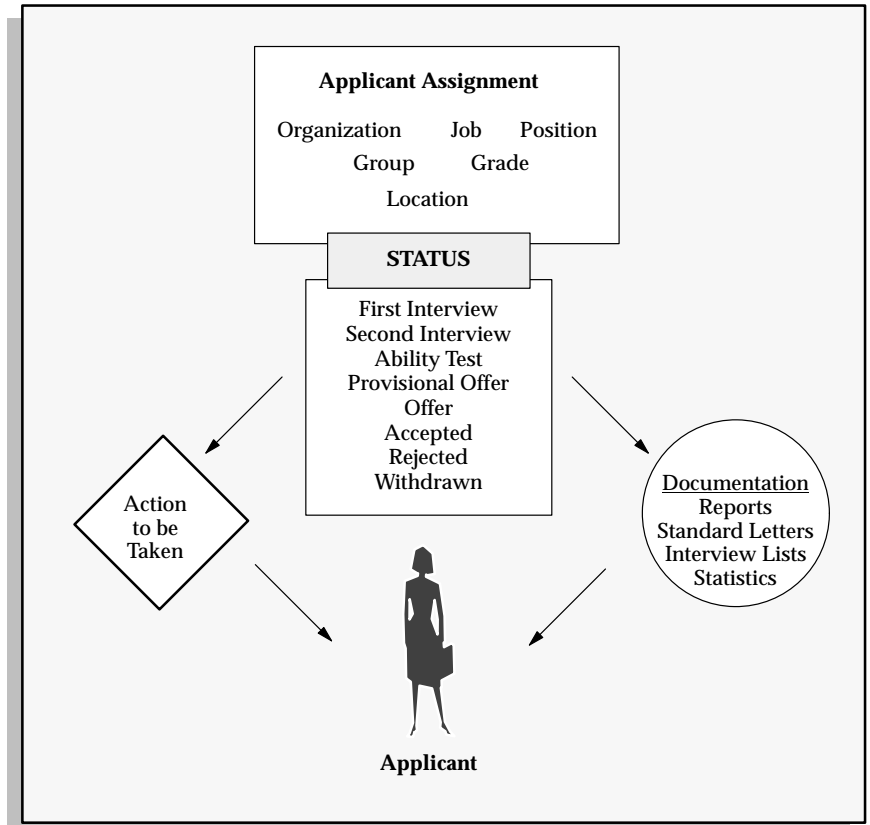 Applicant Assignment
Organization Job Position
Group Grade
Location
STATUS
First Interview
Second Interview
Ability Test
Provisional Offer
Offer
Accepted
Rejected
Withdrawn
Action
to be
Taken
Documentation
Reports
Standard Letters
Interview Lists
Statistics
Applicant